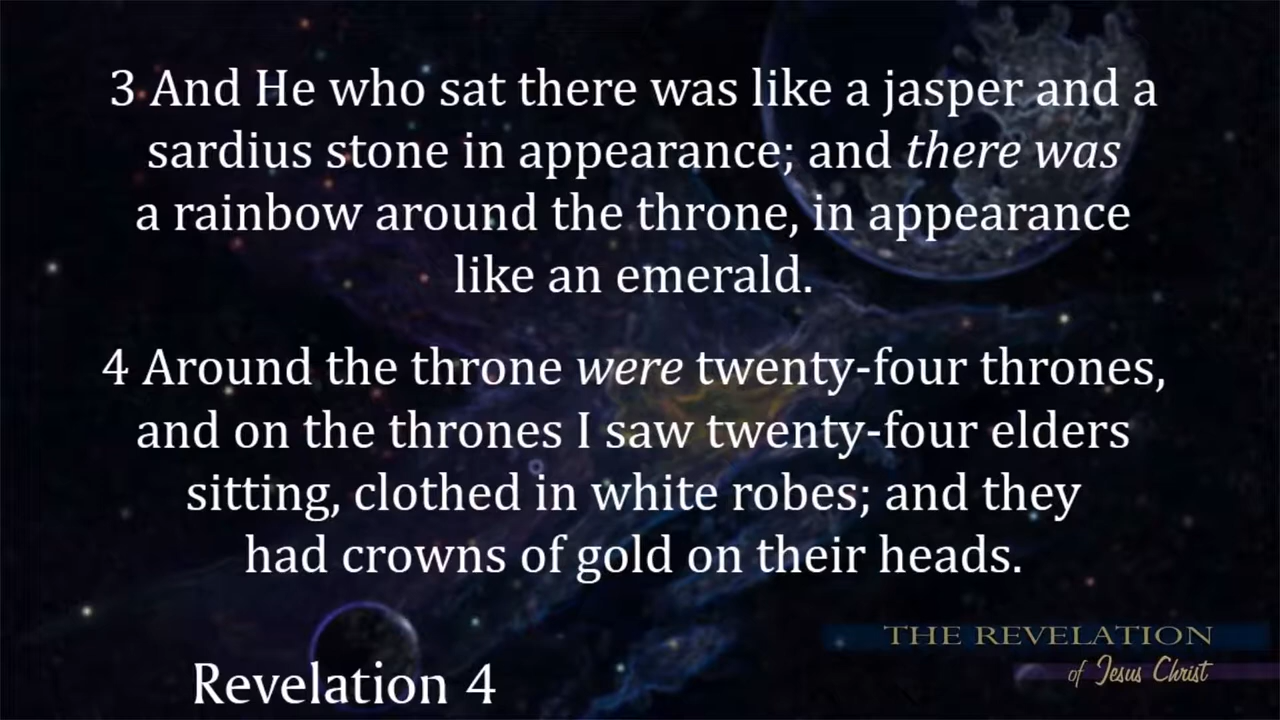 3 And He who sat there was like a jasper and a
sardius stone in appearance; and there was
a rainbow around the throne, in appearance
like an emerald.
4 Around the throne were twenty-four thrones,
and on the thrones I saw twenty-four elders
sitting, clothed in white robes; and they
had crowns of gold on their heads.
Revelation 4
THE REVELATION
of Jesus Christ